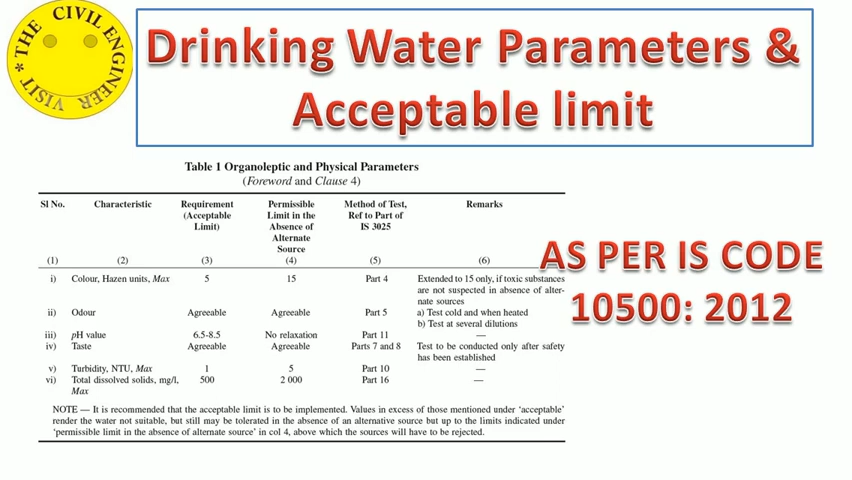 * THE CIVIL ENGINEER VISIT
Drinking Water Parameters &
Acceptable limit
Table 1 Organoleptic and Physical Parameters
(Foreword and Clause 4)
Sl No. Characteristic Requirement (Acceptable Limit) Permissible Limit in the Absence of Alternate Source Method of Test, Ref to Part of IS 3025 Remarks
(1) (2) (3) (4) (5) (6)
i) Colour, Hazen units, Max 5 15 Part 4 Extended to 15 only, if toxic substances
are not suspected in absence of alter-
nate sources
ii) Odour Agreeable Agreeable Part 5 a) Test cold and when heated
b) Test at several dilutions
iii) pH value 6.5-8.5 No relaxation Part 11 —
iv) Taste Agreeable Agreeable Parts 7 and 8 Test to be conducted only after safety
has been established
v) Turbidity, NTU, Max 1 5 Part 10 —
vi) Total dissolved solids, mg/l, 500 2 000 Part 16 —
Max
NOTE — It is recommended that the acceptable limit is to be implemented. Values in excess of those mentioned under ‘acceptable’
render the water not suitable, but still may be tolerated in the absence of an alternative source but up to the limits indicated under
‘permissible limit in the absence of alternate source’ in col 4, above which the sources will have to be rejected.
AS PER IS CODE
10500: 2012